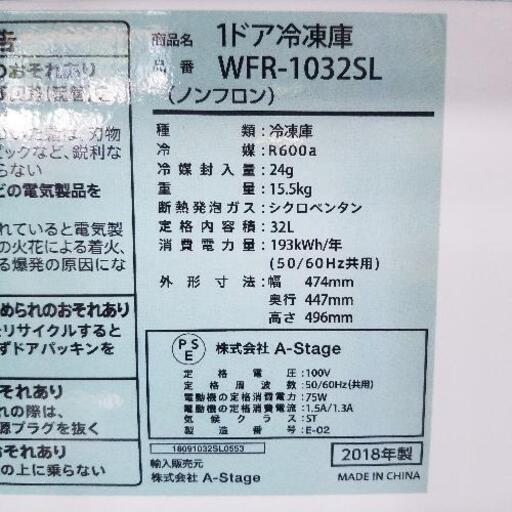 告
のおそれあり
商品名 1ドア冷凍庫
品番 WFR-1032SL
(ノンフロン)
刃物
ピックなど、鋭利な
らない
どの電気製品を
れていると電気製
の火花による着火、
る爆発の原因にな
められのおそれあり
をリサイクルすると
ずドアパッキンを
れあり
れの際は、
源プラグを抜く
おそれあり
の上に乗らない
種類:冷凍庫
冷媒:R600a
冷媒封入量:24g
重量:15.5kg
断熱発泡ガス:シクロペンタン
定格内容積:32L
消費電力量:193kWh/年
(50/60Hz共用)
外形寸法:幅 474mm
奥行 447mm
高さ 496mm
PSE 株式会社 A-Stage
定格電圧:100V
定格周波数:50/60Hz(共用)
電動機の定格消費電力:75W
電動機の定格消費電流:1.5A/1.3A
気候クラス:ST
製造番号:E-02
18091032SL0553
輸入販売元
株式会社 A-Stage
2018年製
MADE IN CHINA